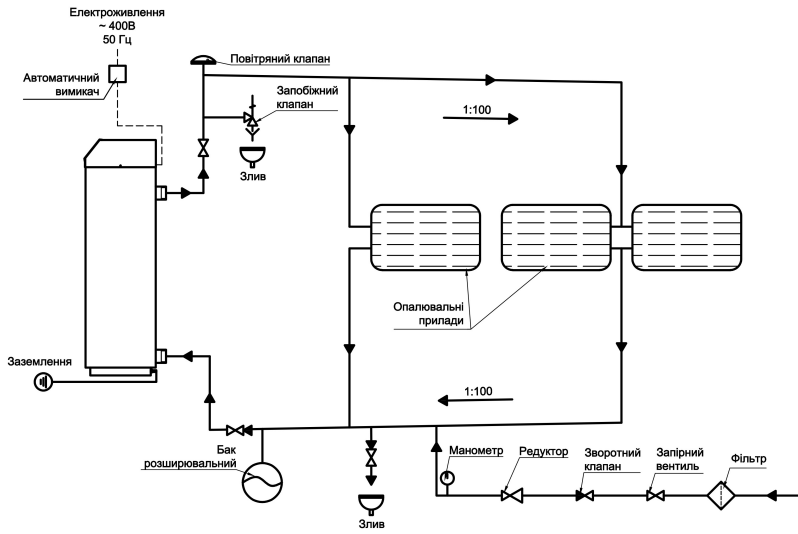 Електроживлення
~ 400В
50 Гц
Автоматичний
вимикач
Повітряний клапан
Запобіжний
клапан
Злив
1:100
Опалювальні
прилади
Заземлення
1:100
Бак
розширювальний
Злив
Манометр
Редуктор
Зворотний
клапан
Запірний
вентиль
Фільтр